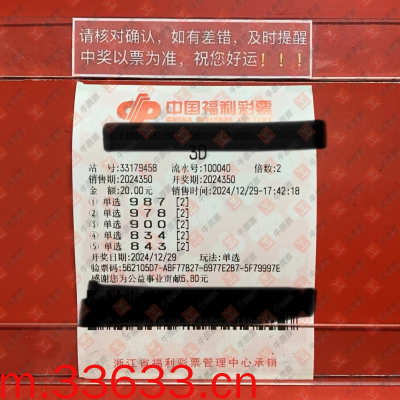 请核对确认，如有差错，及时提醒
中奖以票为准，祝您好运！！！
中国福利彩票
3D
站 号:33179458 流水号:100040 倍数:2
销售期:2024350 开奖期:2024350
金 额:20.00元 销售时间:2024/12/29-17:42:18
① 单选 987 [2]
② 单选 978 [2]
③ 单选 900 [2]
④ 单选 834 [2]
⑤ 单选 843 [2]
开奖日期:2024/12/29 玩法:单选
验票码:56210507-ABF77B27-6977E2B7-5F79997E
感谢您为公益事业贡献6.80元
浙江省福利彩票管理中心承销
m.33633.cn